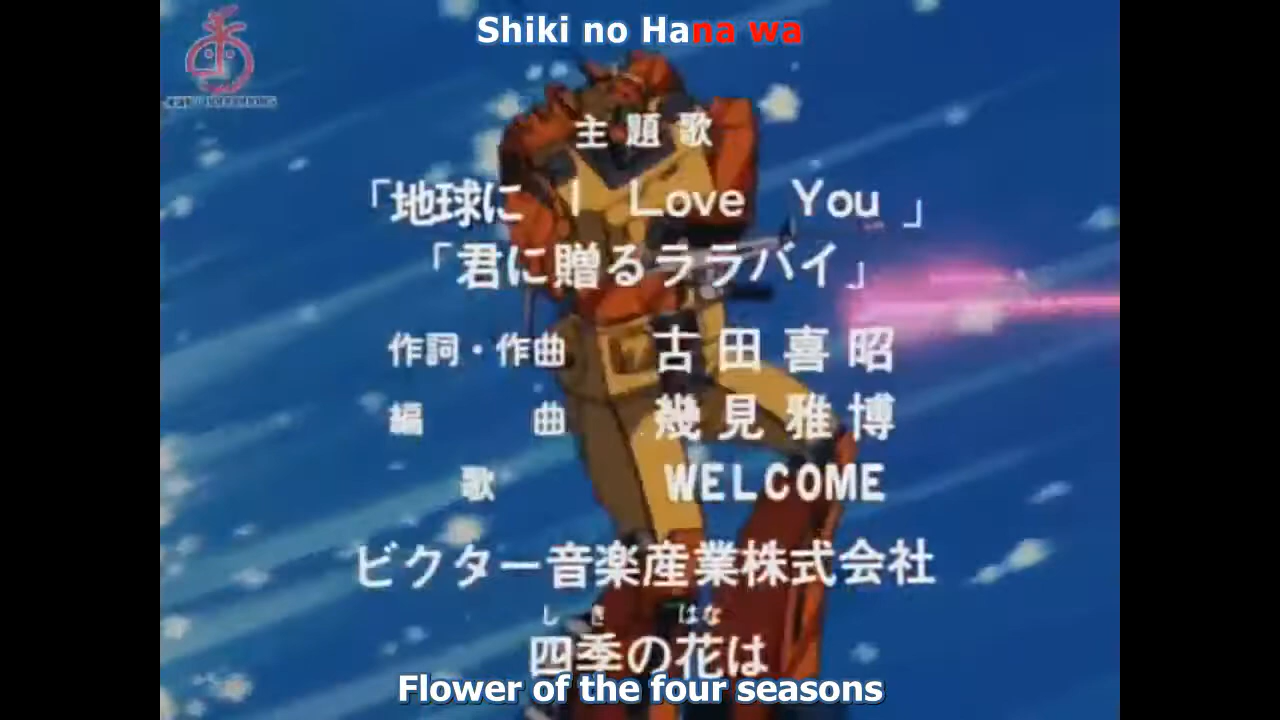 Shiki no Hana wa
主題歌
「地球に I Love You」
「君に贈るララバイ」
作詞・作曲 古田喜昭
編曲 幾見雅博
歌 WELCOME
ビクター音楽産業株式会社
しき はな
四季の花は
Flower of the four seasons